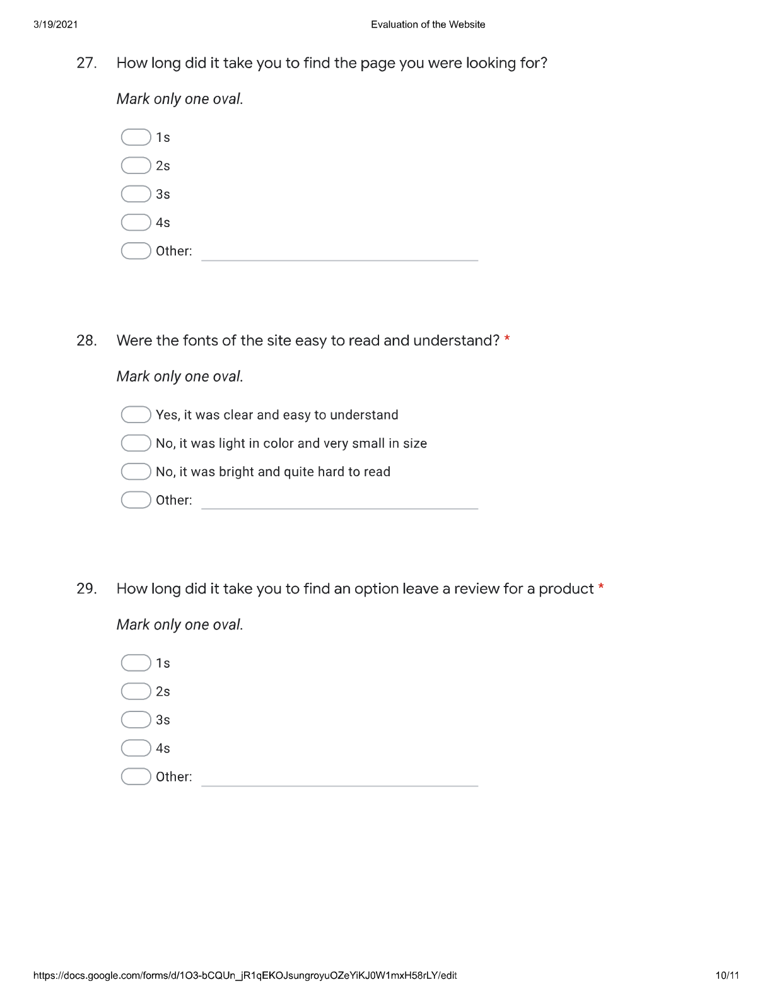 3/19/2021 Evaluation of the Website
27. How long did it take you to find the page you were looking for?
Mark only one oval.
1s
2s
3s
4s
Other:
28. Were the fonts of the site easy to read and understand? *
Mark only one oval.
Yes, it was clear and easy to understand
No, it was light in color and very small in size
No, it was bright and quite hard to read
Other:
29. How long did it take you to find an option leave a review for a product *
Mark only one oval.
1s
2s
3s
4s
Other:
https://docs.google.com/forms/d/1O3-bCQUn_jR1qEKOJsungroyuOZeYiKJ0W1mxH58rLY/edit 10/11